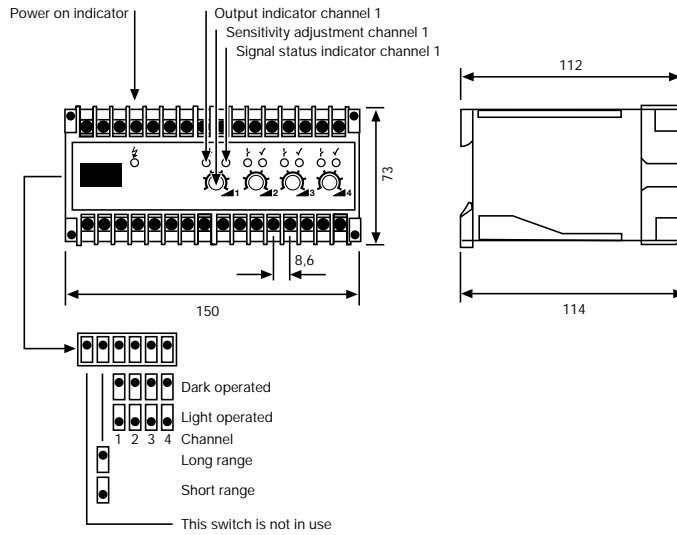 Power on indicator
Output indicator channel 1
Sensitivity adjustment channel 1
Signal status indicator channel 1
112
1 2 3 4
73
8,6
150
114
Dark operated
Light operated
1 2 3 4 Channel
Long range
Short range
This switch is not in use